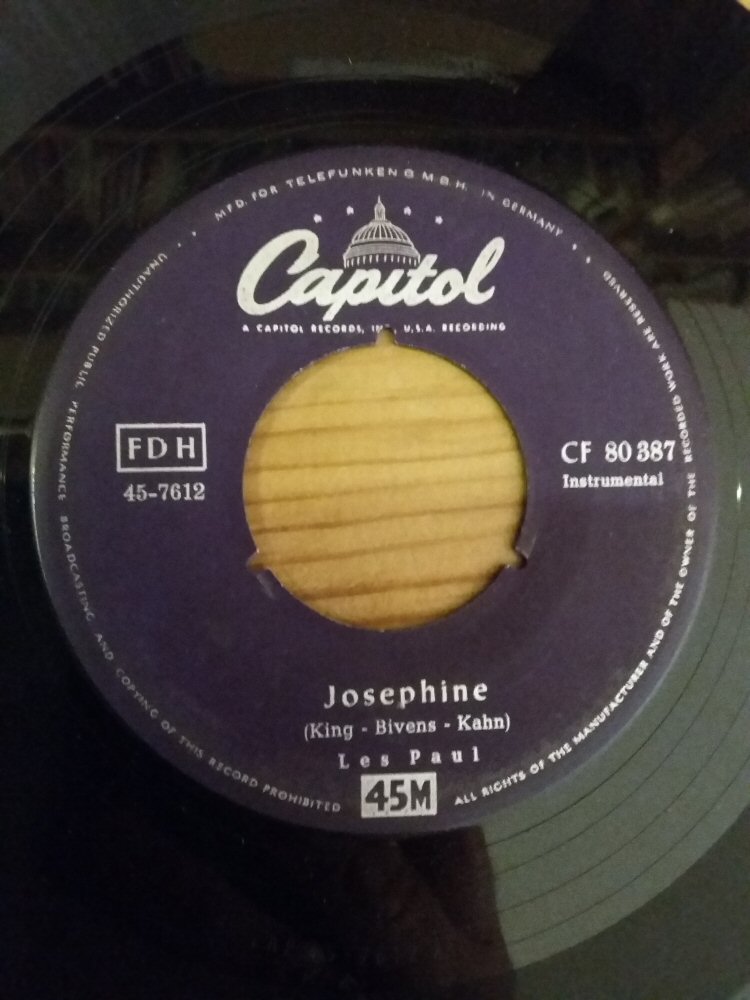 MFD. FOR TELEFUNKEN G.M.B.H. IN GERMANY
Capitol
A CAPITOL RECORDS, INC., U.S.A. RECORDING
FDH
45-7612
CF 80 387
Instrumental
Josephine
(King - Bivens - Kahn)
Les Paul
45M
ALL RIGHTS OF THE MANUFACTURER AND OF THE OWNER OF THE RECORDED WORK ARE RESERVED
UNAUTHORIZED PUBLIC PERFORMANCE BROADCASTING AND COPYING OF THIS RECORD PROHIBITED